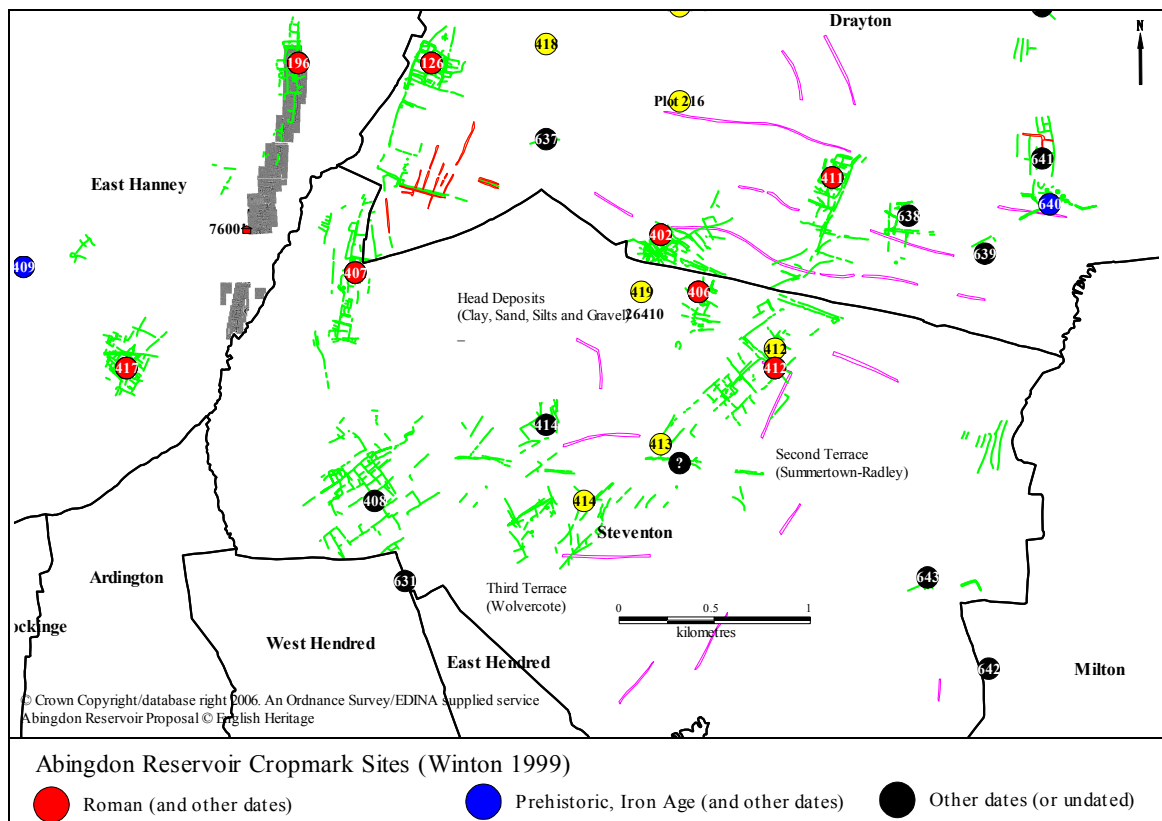 Drayton
N
418
196
126
Plot 216
637
641
East Hanney
411
640
638
7600
402
639
409
407
406
419
Head Deposits
(Clay, Sand, Silts and Gravel)
26410
412
417
412
414
413
?
Second Terrace
(Summertown-Radley)
408
414
Steventon
Ardington
631
Third Terrace
(Wolvercote)
643
0 0.5 1
kilometres
ockinge
West Hendred
East Hendred
642
Milton
© Crown Copyright/database right 2006. An Ordnance Survey/EDINA supplied service
Abingdon Reservoir Proposal © English Heritage
Abingdon Reservoir Cropmark Sites (Winton 1999)
Roman (and other dates)
Prehistoric, Iron Age (and other dates)
Other dates (or undated)